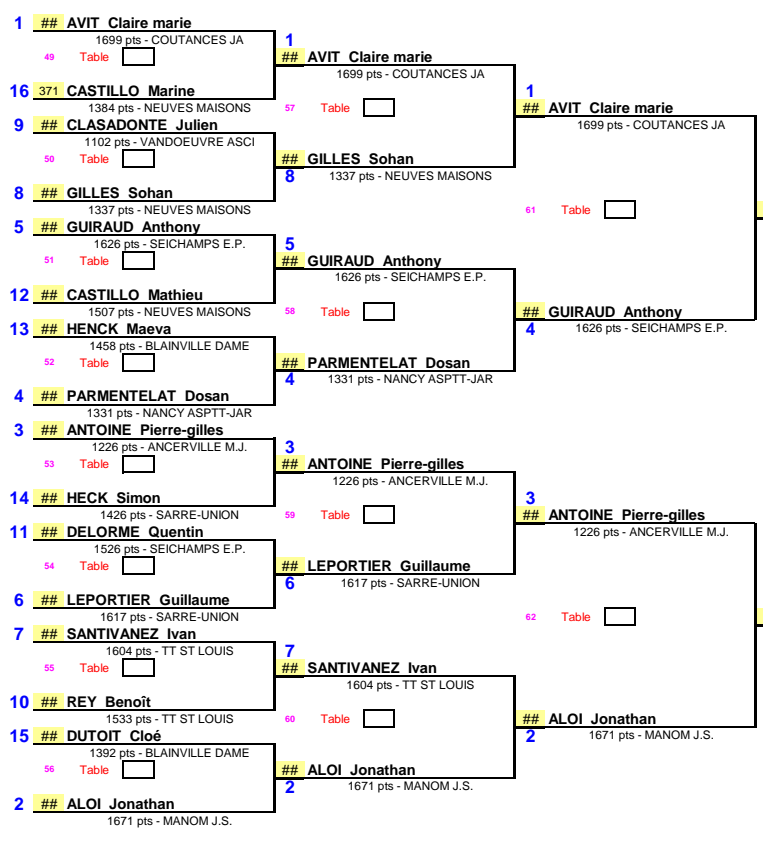 1 ## AVIT Claire marie
1699 pts - COUTANCES JA
49 Table
16 371 CASTILLO Marine
1384 pts - NEUVES MAISONS
9 ## CLASADONTE Julien
1102 pts - VANDOEUVRE ASCI
50 Table
8 ## GILLES Sohan
1337 pts - NEUVES MAISONS
5 ## GUIRAUD Anthony
1626 pts - SEICHAMPS E.P.
51 Table
12 ## CASTILLO Mathieu
1507 pts - NEUVES MAISONS
13 ## HENCK Maeva
1458 pts - BLAINVILLE DAME
52 Table
4 ## PARMENTELAT Dosan
1331 pts - NANCY ASPTT-JAR
3 ## ANTOINE Pierre-gilles
1226 pts - ANCERVILLE M.J.
53 Table
14 ## HECK Simon
1426 pts - SARRE-UNION
11 ## DELORME Quentin
1526 pts - SEICHAMPS E.P.
54 Table
6 ## LEPORTIER Guillaume
1617 pts - SARRE-UNION
7 ## SANTIVANEZ Ivan
1604 pts - TT ST LOUIS
55 Table
10 ## REY Benoît
1533 pts - TT ST LOUIS
15 ## DUTOIT Cloé
1392 pts - BLAINVILLE DAME
56 Table
2 ## ALOI Jonathan
1671 pts - MANOM J.S.
1
## AVIT Claire marie
1699 pts - COUTANCES JA
57 Table
## GILLES Sohan
8 1337 pts - NEUVES MAISONS
5
## GUIRAUD Anthony
1626 pts - SEICHAMPS E.P.
58 Table
## PARMENTELAT Dosan
4 1331 pts - NANCY ASPTT-JAR
3
## ANTOINE Pierre-gilles
1226 pts - ANCERVILLE M.J.
59 Table
## LEPORTIER Guillaume
6 1617 pts - SARRE-UNION
7
## SANTIVANEZ Ivan
1604 pts - TT ST LOUIS
60 Table
## ALOI Jonathan
2 1671 pts - MANOM J.S.
1
## AVIT Claire marie
1699 pts - COUTANCES JA
61 Table
## GUIRAUD Anthony
4 1626 pts - SEICHAMPS E.P.
3
## ANTOINE Pierre-gilles
1226 pts - ANCERVILLE M.J.
62 Table
## ALOI Jonathan
2 1671 pts - MANOM J.S.